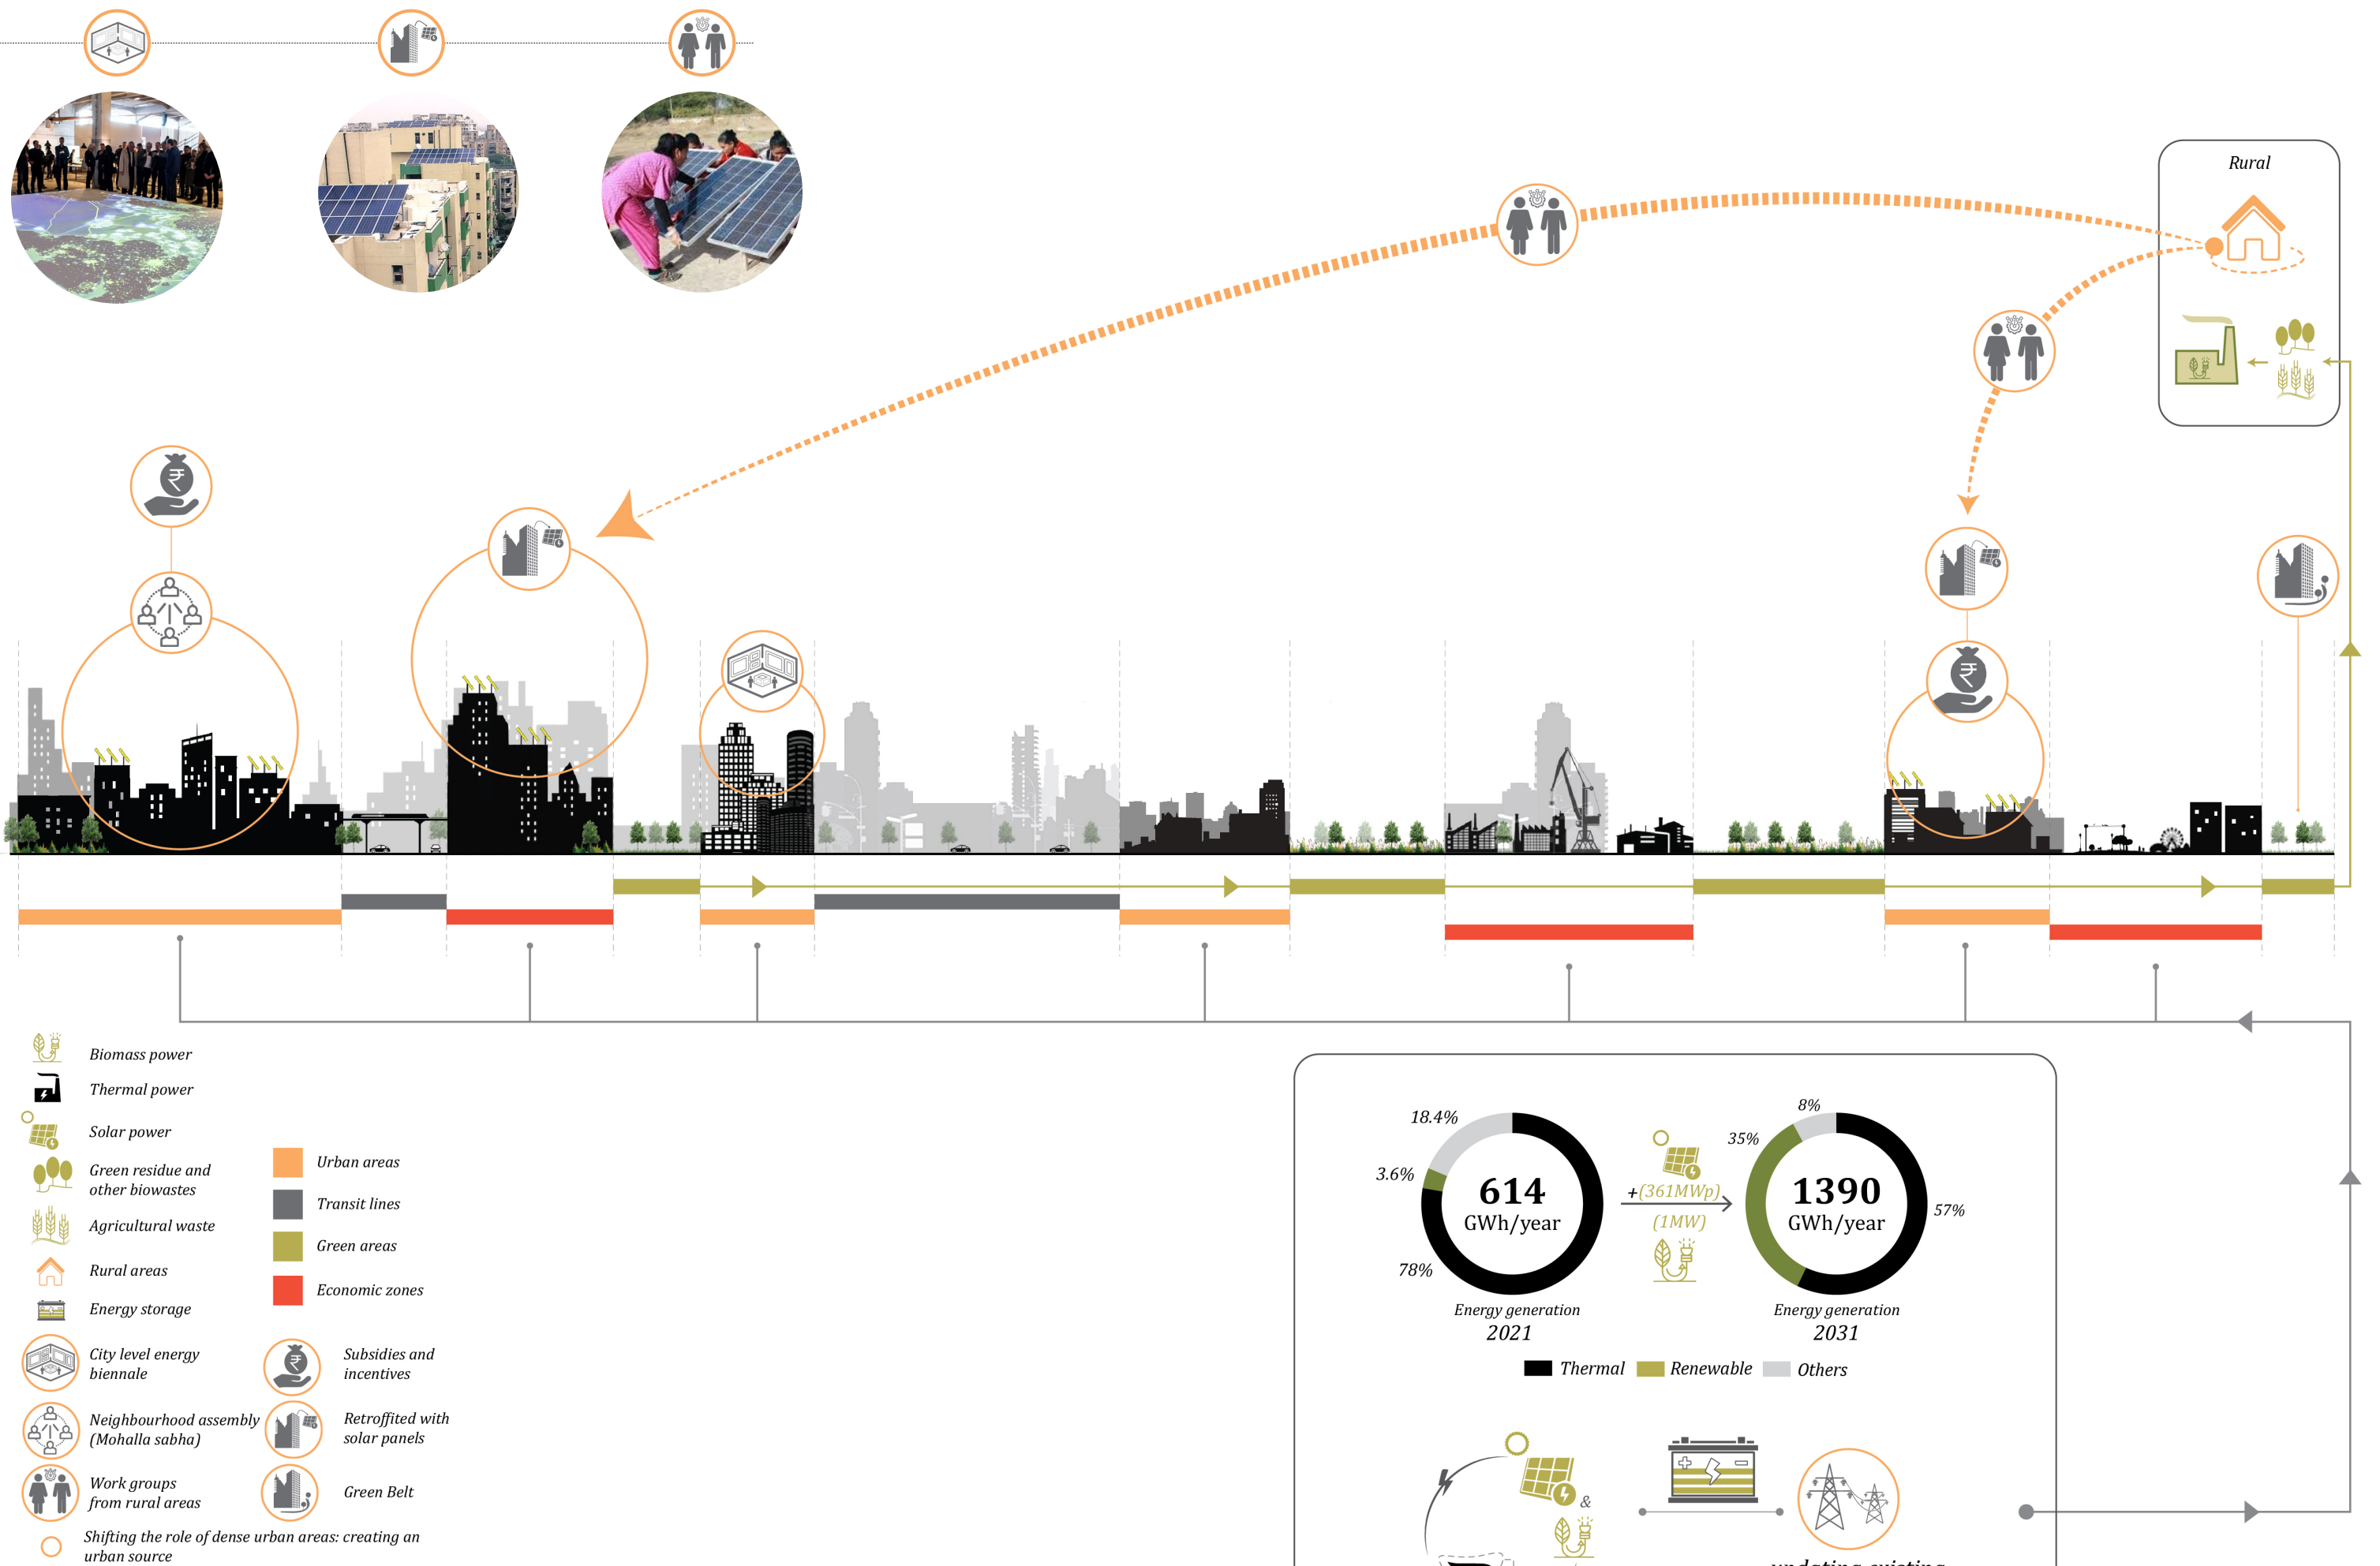 Rural
Biomass power
Thermal power
Solar power
Green residue and
other biowastes
Agricultural waste
Rural areas
Energy storage
City level energy
biennale
Neighbourhood assembly
(Mohalla sabha)
Work groups
from rural areas
Shifting the role of dense urban areas: creating an
urban source
Urban areas
Transit lines
Green areas
Economic zones
Subsidies and
incentives
Retroffited with
solar panels
Green Belt
18.4%
3.6%
78%
614
GWh/year
Energy generation
2021
+(361MWp)
(1MW)
8%
35%
57%
1390
GWh/year
Energy generation
2031
Thermal
Renewable
Others
&
updating existing